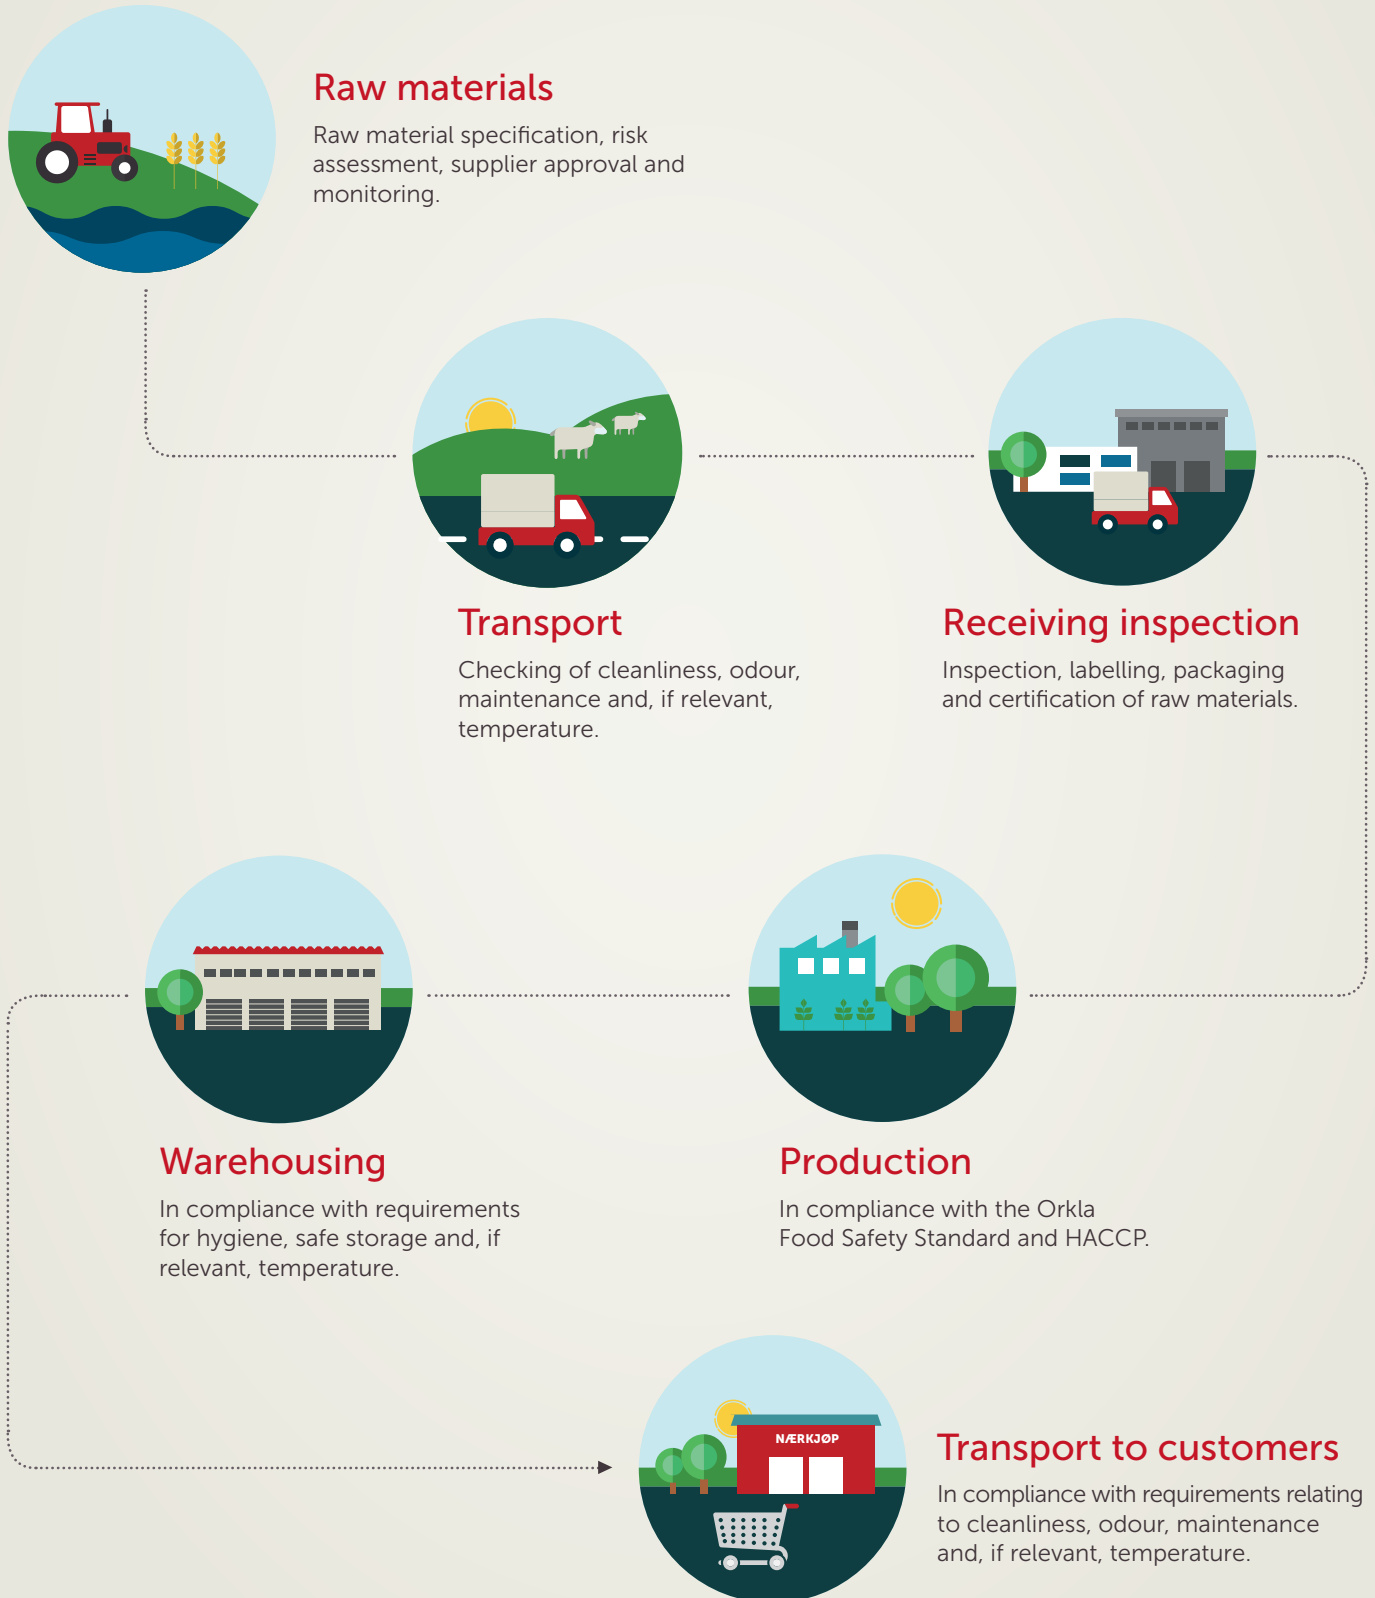 Raw materials
Raw material specification, risk
assessment, supplier approval and
monitoring.
Transport
Checking of cleanliness, odour,
maintenance and, if relevant,
temperature.
Receiving inspection
Inspection, labelling, packaging
and certification of raw materials.
Production
In compliance with the Orkla
Food Safety Standard and HACCP.
Warehousing
In compliance with requirements
for hygiene, safe storage and, if
relevant, temperature.
NÆRKJØP
Transport to customers
In compliance with requirements relating
to cleanliness, odour, maintenance
and, if relevant, temperature.